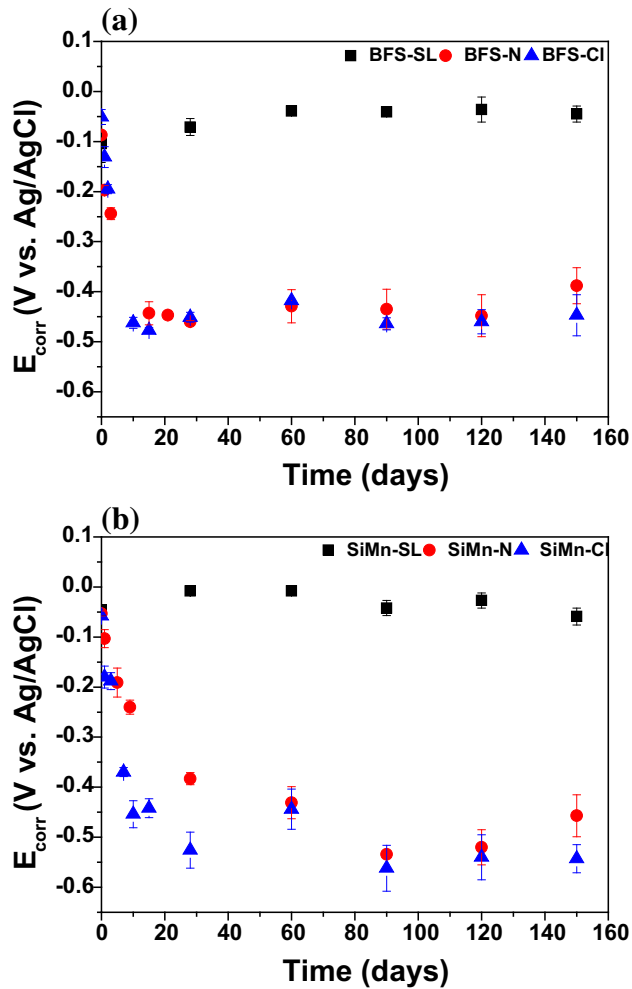 (a)
0.1
0.0
-0.1
-0.2
-0.3
-0.4
-0.5
-0.6
E_corr (V vs. Ag/AgCl)
BFS-SL BFS-N BFS-Cl
0 20 40 60 80 100 120 140 160
Time (days)
(b)
0.1
0.0
-0.1
-0.2
-0.3
-0.4
-0.5
-0.6
E_corr (V vs. Ag/AgCl)
SiMn-SL SiMn-N SiMn-Cl
0 20 40 60 80 100 120 140 160
Time (days)